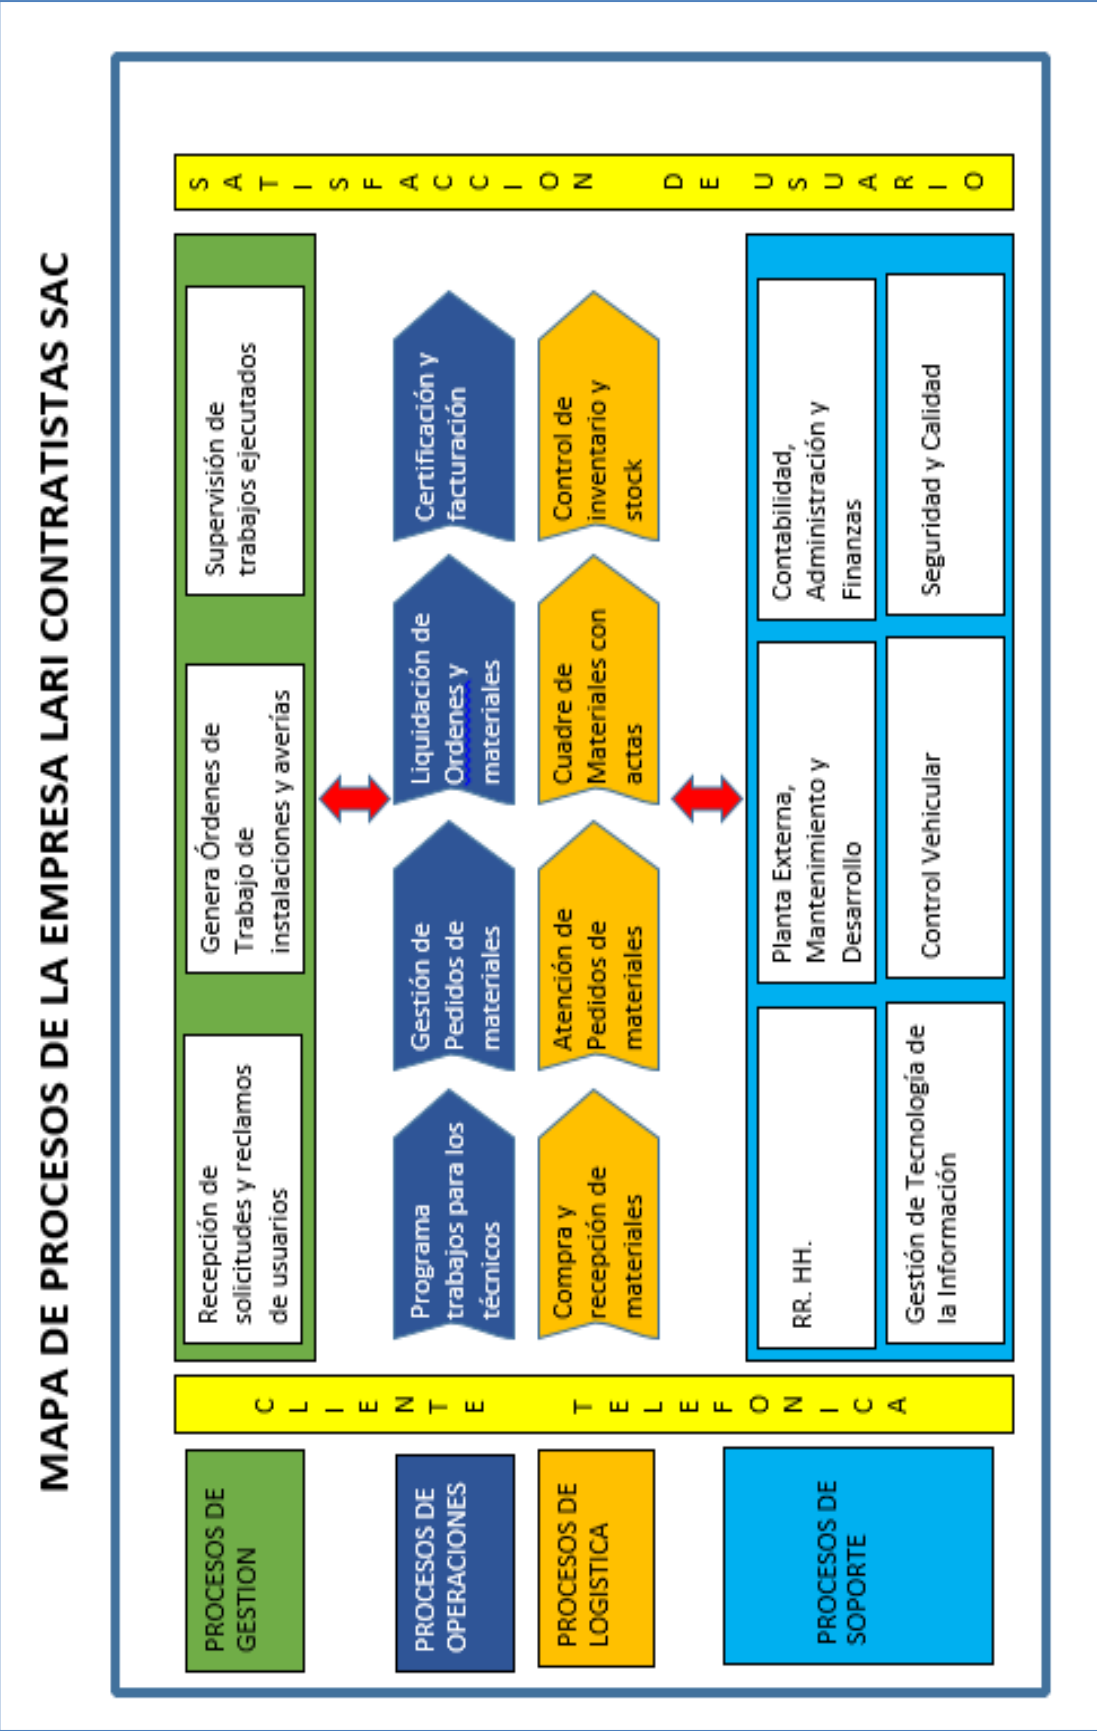 MAPA DE PROCESOS DE LA EMPRESA LARI CONTRATISTAS SAC
PROCESOS DE
GESTION
Recepción de
solicitudes y reclamos
de usuarios
Genera Órdenes de
Trabajo de
instalaciones y averías
Supervisión de
trabajos ejecutados
PROCESOS DE
OPERACIONES
Programa
trabajos para los
técnicos
Gestión de
Pedidos de
materiales
Liquidación de
Ordenes y
materiales
Certificación y
facturación
PROCESOS DE
LOGISTICA
Compra y
recepción de
materiales
Atención de
Pedidos de
materiales
Cuadre de
Materiales con
actas
Control de
inventario y
stock
PROCESOS DE
SOPORTE
RR. HH.
Planta Externa,
Mantenimiento y
Desarrollo
Contabilidad,
Administración y
Finanzas
Gestión de Tecnología de
la Información
Control Vehicular
Seguridad y Calidad
CLIENTE TELEFONICA
SATISFACCION DE USUARIO